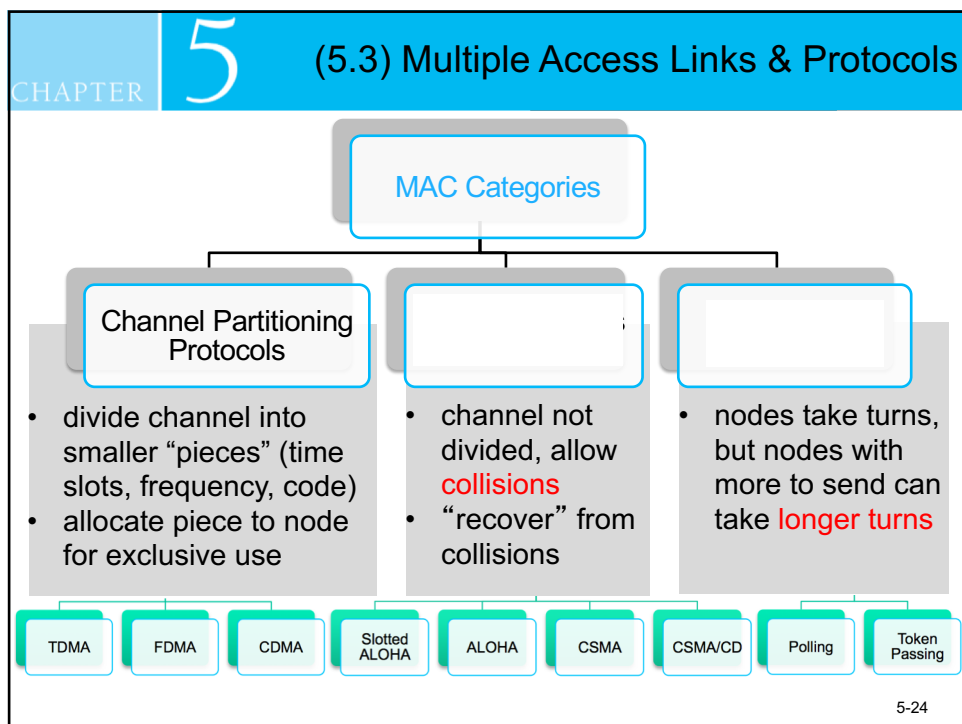 CHAPTER 5
(5.3) Multiple Access Links & Protocols
MAC Categories
Channel Partitioning
Protocols
• divide channel into
smaller “pieces” (time
slots, frequency, code)
• allocate piece to node
for exclusive use
• channel not
divided, allow
collisions
• “recover” from
collisions
• nodes take turns,
but nodes with
more to send can
take longer turns
TDMA
FDMA
CDMA
Slotted
ALOHA
ALOHA
CSMA
CSMA/CD
Polling
Token
Passing
5-24